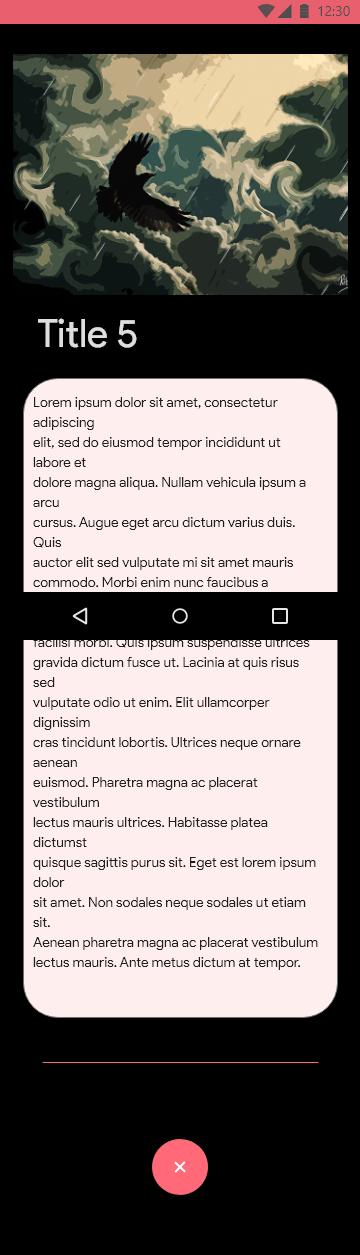 12:30
Title 5
Lorem ipsum dolor sit amet, consectetur
adipiscing
elit, sed do eiusmod tempor incididunt ut
labore et
dolore magna aliqua. Nullam vehicula ipsum a
arcu
cursus. Augue eget arcu dictum varius duis.
Quis
auctor elit sed vulputate mi sit amet mauris
commodo. Morbi enim nunc faucibus a
facilisi morbi. Quis ipsum suspendisse ultrices
gravida dictum fusce ut. Lacinia at quis risus
sed
vulputate odio ut enim. Elit ullamcorper
dignissim
cras tincidunt lobortis. Ultrices neque ornare
aenean
euismod. Pharetra magna ac placerat
vestibulum
lectus mauris ultrices. Habitasse platea
dictumst
quisque sagittis purus sit. Eget est lorem ipsum
dolor
sit amet. Non sodales neque sodales ut etiam
sit.
Aenean pharetra magna ac placerat vestibulum
lectus mauris. Ante metus dictum at tempor.